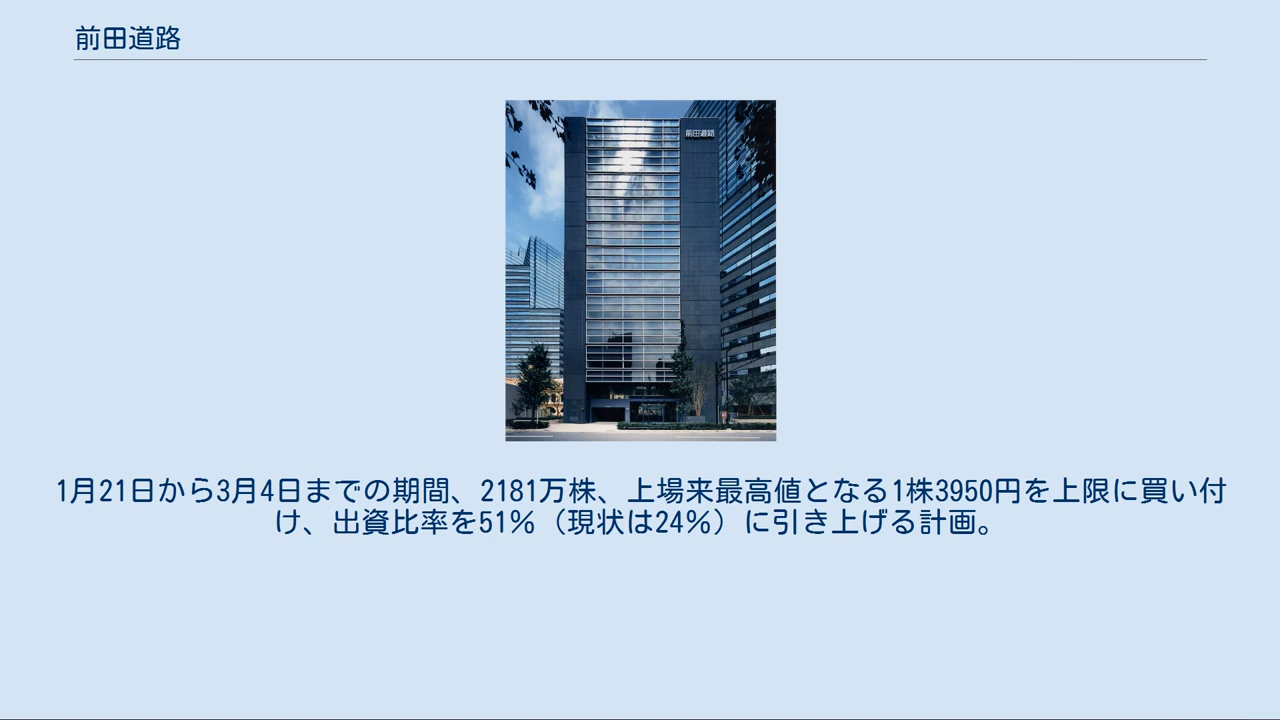 前田道路
前田道路
1月21日から3月4日までの期間、2181万株、上場来最高値となる1株3950円を上限に買い付
け、出資比率を51%（現状は24%）に引き上げる計画。